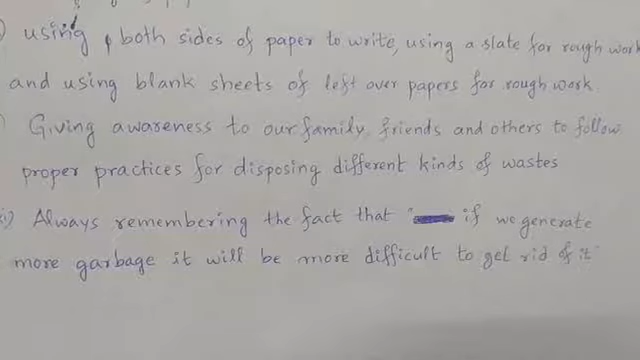 ) using both sides of paper to write, using a slate for rough work
and using blank sheets of left over papers for rough work.
) Giving awareness to our family, friends and others to follow
proper practices for disposing different kinds of wastes
i) Always remembering the fact that if we generate
more garbage it will be more difficult to get rid of it